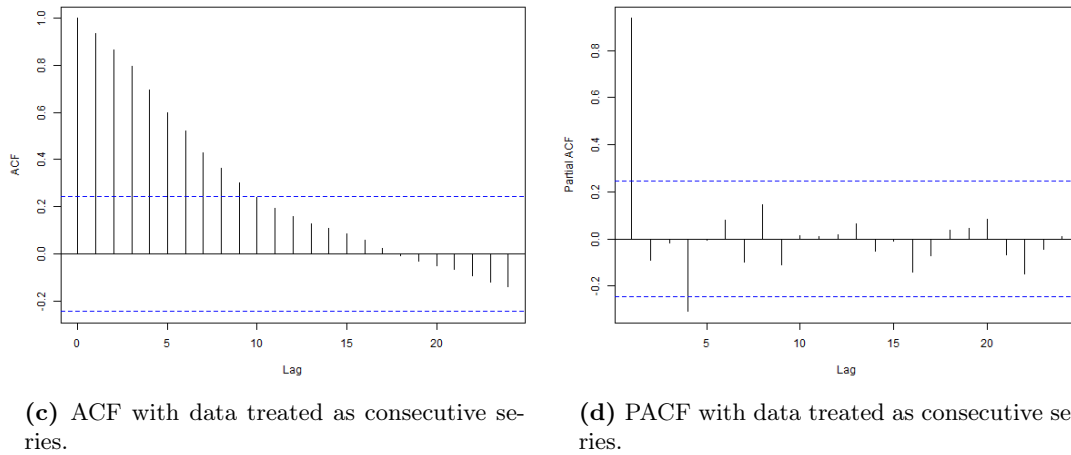 1.0
0.8
0.6
0.4
0.2
0.0
-0.2
ACF
0 5 10 15 20
Lag
0.8
0.6
0.4
0.2
0.0
-0.2
Partial ACF
5 10 15 20
Lag
(c) ACF with data treated as consecutive se-
ries.
(d) PACF with data treated as consecutive se
ries.